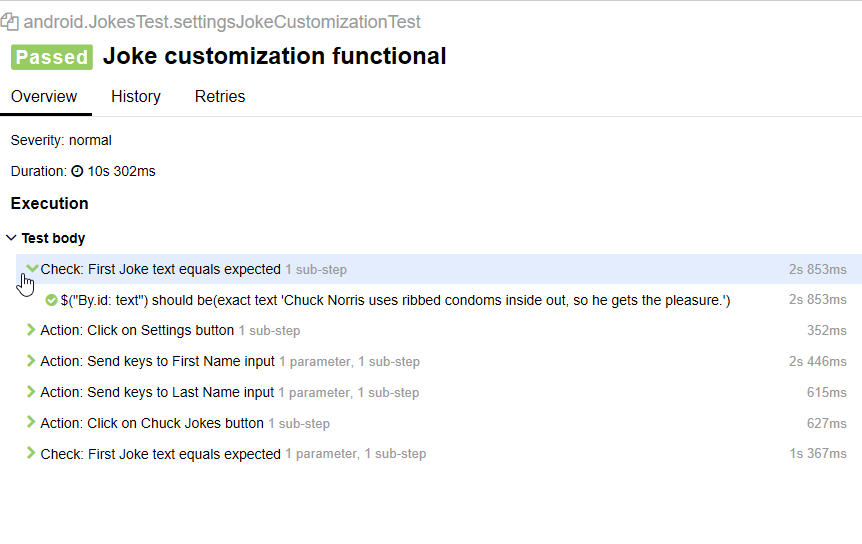 android.JokesTest.settingsJokeCustomizationTest
Passed Joke customization functional
Overview History Retries
Severity: normal
Duration: 10s 302ms
Execution
Test body
Check: First Joke text equals expected 1 sub-step 2s 853ms
$("By.id: text") should be(exact text 'Chuck Norris uses ribbed condoms inside out, so he gets the pleasure.') 2s 853ms
Action: Click on Settings button 1 sub-step 352ms
Action: Send keys to First Name input 1 parameter, 1 sub-step 2s 446ms
Action: Send keys to Last Name input 1 parameter, 1 sub-step 615ms
Action: Click on Chuck Jokes button 1 sub-step 627ms
Check: First Joke text equals expected 1 parameter, 1 sub-step 1s 367ms